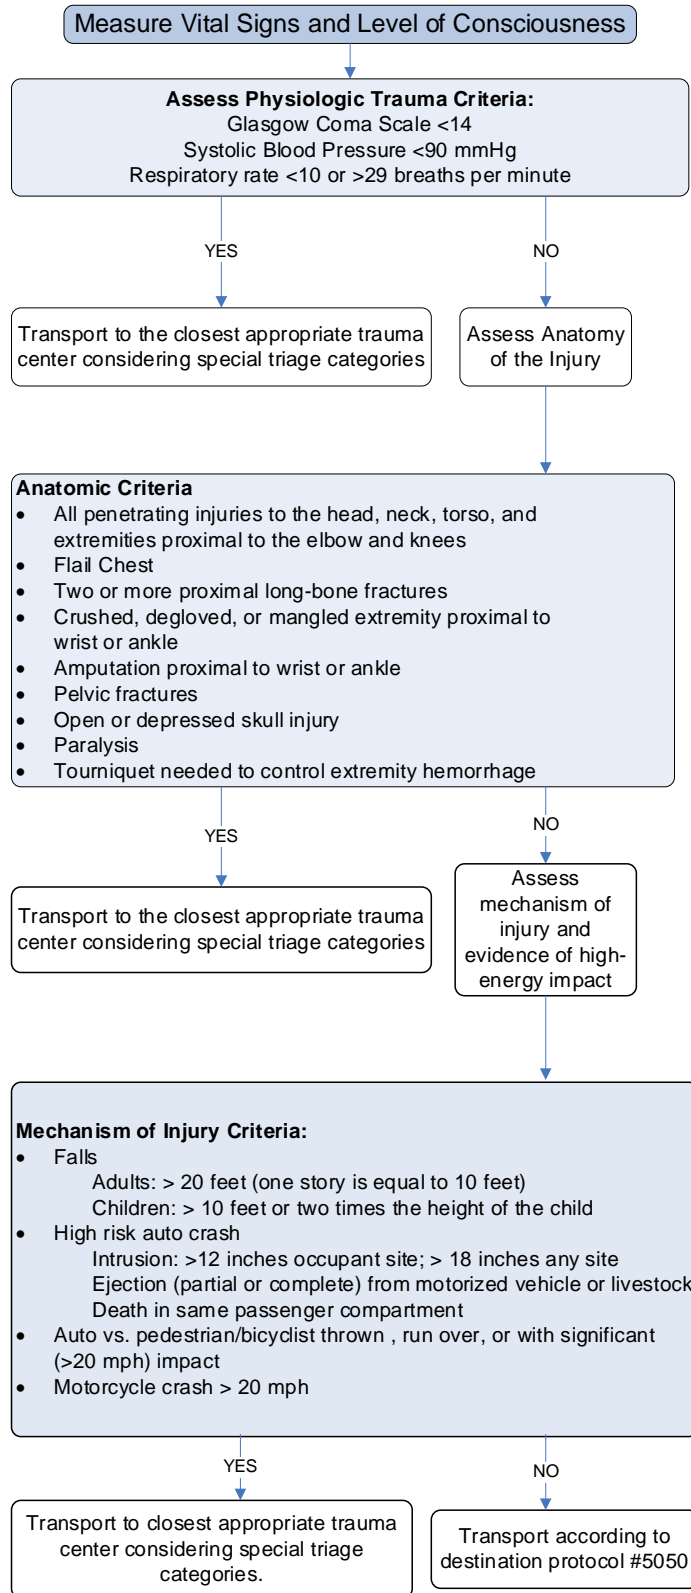 Measure Vital Signs and Level of Consciousness
Assess Physiologic Trauma Criteria:
Glasgow Coma Scale <14
Systolic Blood Pressure <90 mmHg
Respiratory rate <10 or >29 breaths per minute
YES
NO
Transport to the closest appropriate trauma
center considering special triage categories
Assess Anatomy
of the Injury
Anatomic Criteria
• All penetrating injuries to the head, neck, torso, and
extremities proximal to the elbow and knees
• Flail Chest
• Two or more proximal long-bone fractures
• Crushed, degloved, or mangled extremity proximal to
wrist or ankle
• Amputation proximal to wrist or ankle
• Pelvic fractures
• Open or depressed skull injury
• Paralysis
• Tourniquet needed to control extremity hemorrhage
YES
NO
Transport to the closest appropriate trauma
center considering special triage categories
Assess
mechanism of
injury and
evidence of high-
energy impact
Mechanism of Injury Criteria:
• Falls
Adults: > 20 feet (one story is equal to 10 feet)
Children: > 10 feet or two times the height of the child
• High risk auto crash
Intrusion: >12 inches occupant site; > 18 inches any site
Ejection (partial or complete) from motorized vehicle or livestock
Death in same passenger compartment
• Auto vs. pedestrian/bicyclist thrown , run over, or with significant
(>20 mph) impact
• Motorcycle crash > 20 mph
YES
NO
Transport to closest appropriate trauma
center considering special triage
categories.
Transport according to
destination protocol #5050